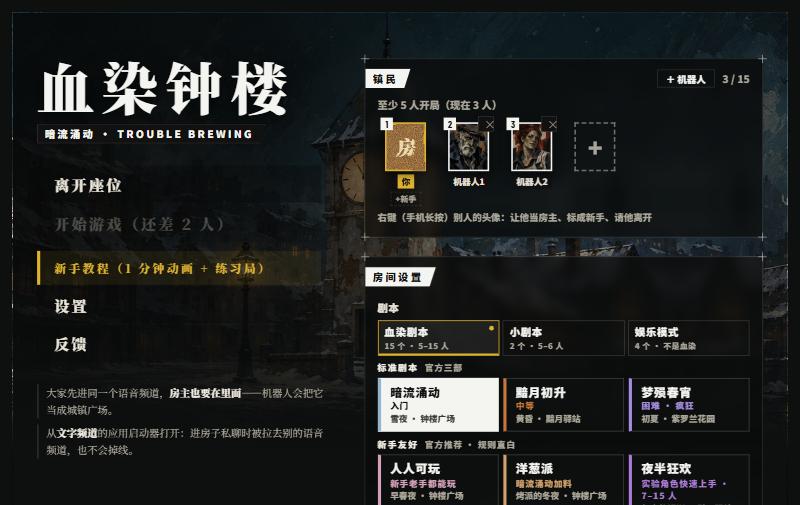 血染钟楼
暗流涌动 • TROUBLE BREWING
离开座位
开始游戏（还差 2 人）
新手教程（1 分钟动画 + 练习局）
设置
反馈
大家先进同一个语音频道，房主也要在里面——机器人会把它
当成城镇广场。
从文字频道的应用启动器打开：进房子私聊时被拉去别的语音
频道，也不会掉线。
镇民
+ 机器人
3 / 15
至少 5 人开局（现在 3 人）
1
房
你
+新手
2
×
机器人1
3
×
机器人2
+
右键（手机长按）别人的头像：让他当房主、标成新手、请他离开
房间设置
剧本
血染剧本
15 个 • 5–15 人
小剧本
2 个 • 5–6 人
娱乐模式
4 个 • 不是血染
标准剧本 官方三部
暗流涌动
入门
雪夜 • 钟楼广场
黯月初升
中等
黄昏 • 黯月驿站
梦殒春宵
困难 • 疯狂
初夏 • 紫罗兰花园
新手友好 官方推荐 • 规则直白
人人可玩
新手老手都能玩
早春夜 • 钟楼广场
洋葱派
暗流涌动加料
烤派的冬夜 • 钟楼广场
夜半狂欢
实验角色快速上手 •
7–15 人